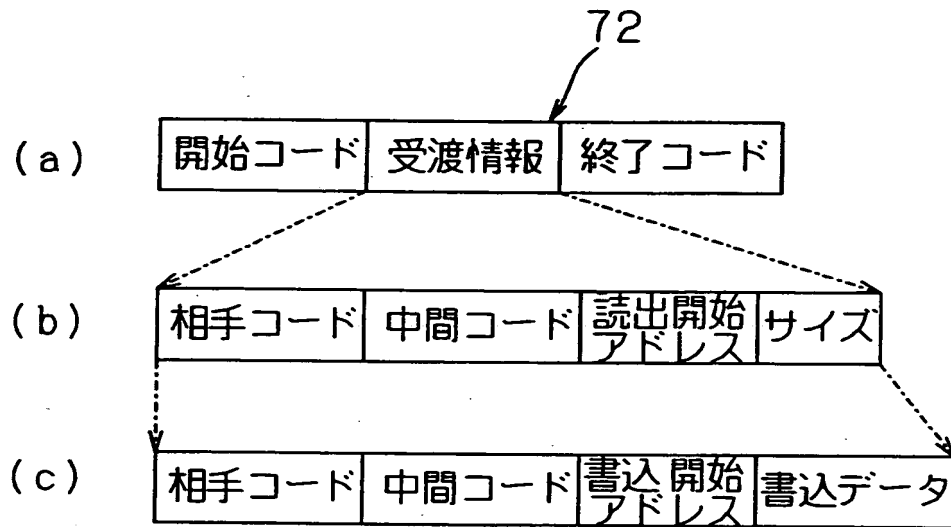 72
(a) 開始コード 受渡情報 終了コード
(b) 相手コード 中間コード 読出開始アドレス サイズ
(c) 相手コード 中間コード 書込開始アドレス 書込データ